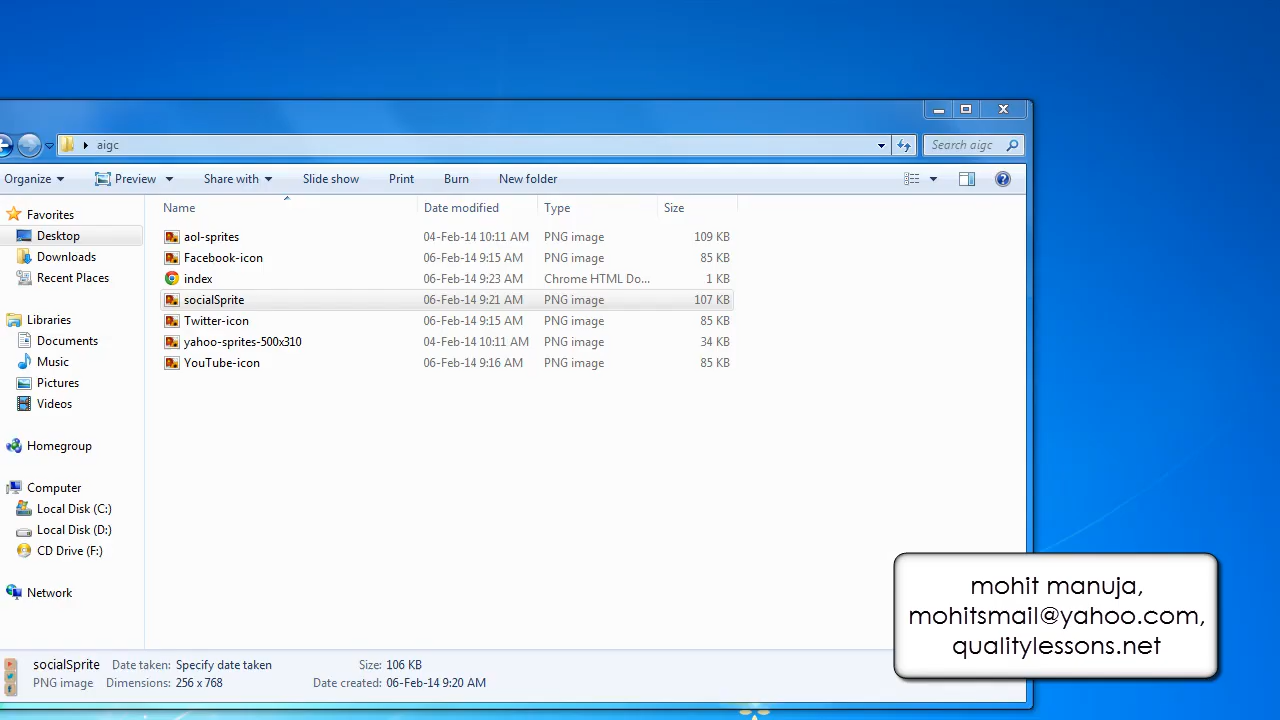 aigc
Search aigc
Organize Preview Share with Slide show Print Burn New folder
Name Date modified Type Size
Favorites
Desktop
Downloads
Recent Places
Libraries
Documents
Music
Pictures
Videos
Homegroup
Computer
Local Disk (C:)
Local Disk (D:)
CD Drive (F:)
Network
aol-sprites 04-Feb-14 10:11 AM PNG image 109 KB
Facebook-icon 06-Feb-14 9:15 AM PNG image 85 KB
index 06-Feb-14 9:23 AM Chrome HTML Do... 1 KB
socialSprite 06-Feb-14 9:21 AM PNG image 107 KB
Twitter-icon 06-Feb-14 9:15 AM PNG image 85 KB
yahoo-sprites-500x310 04-Feb-14 10:11 AM PNG image 34 KB
YouTube-icon 06-Feb-14 9:16 AM PNG image 85 KB
mohit manuja,
mohitsmail@yahoo.com,
qualitylessons.net
socialSprite Date taken: Specify date taken Size: 106 KB
PNG image Dimensions: 256 x 768 Date created: 06-Feb-14 9:20 AM